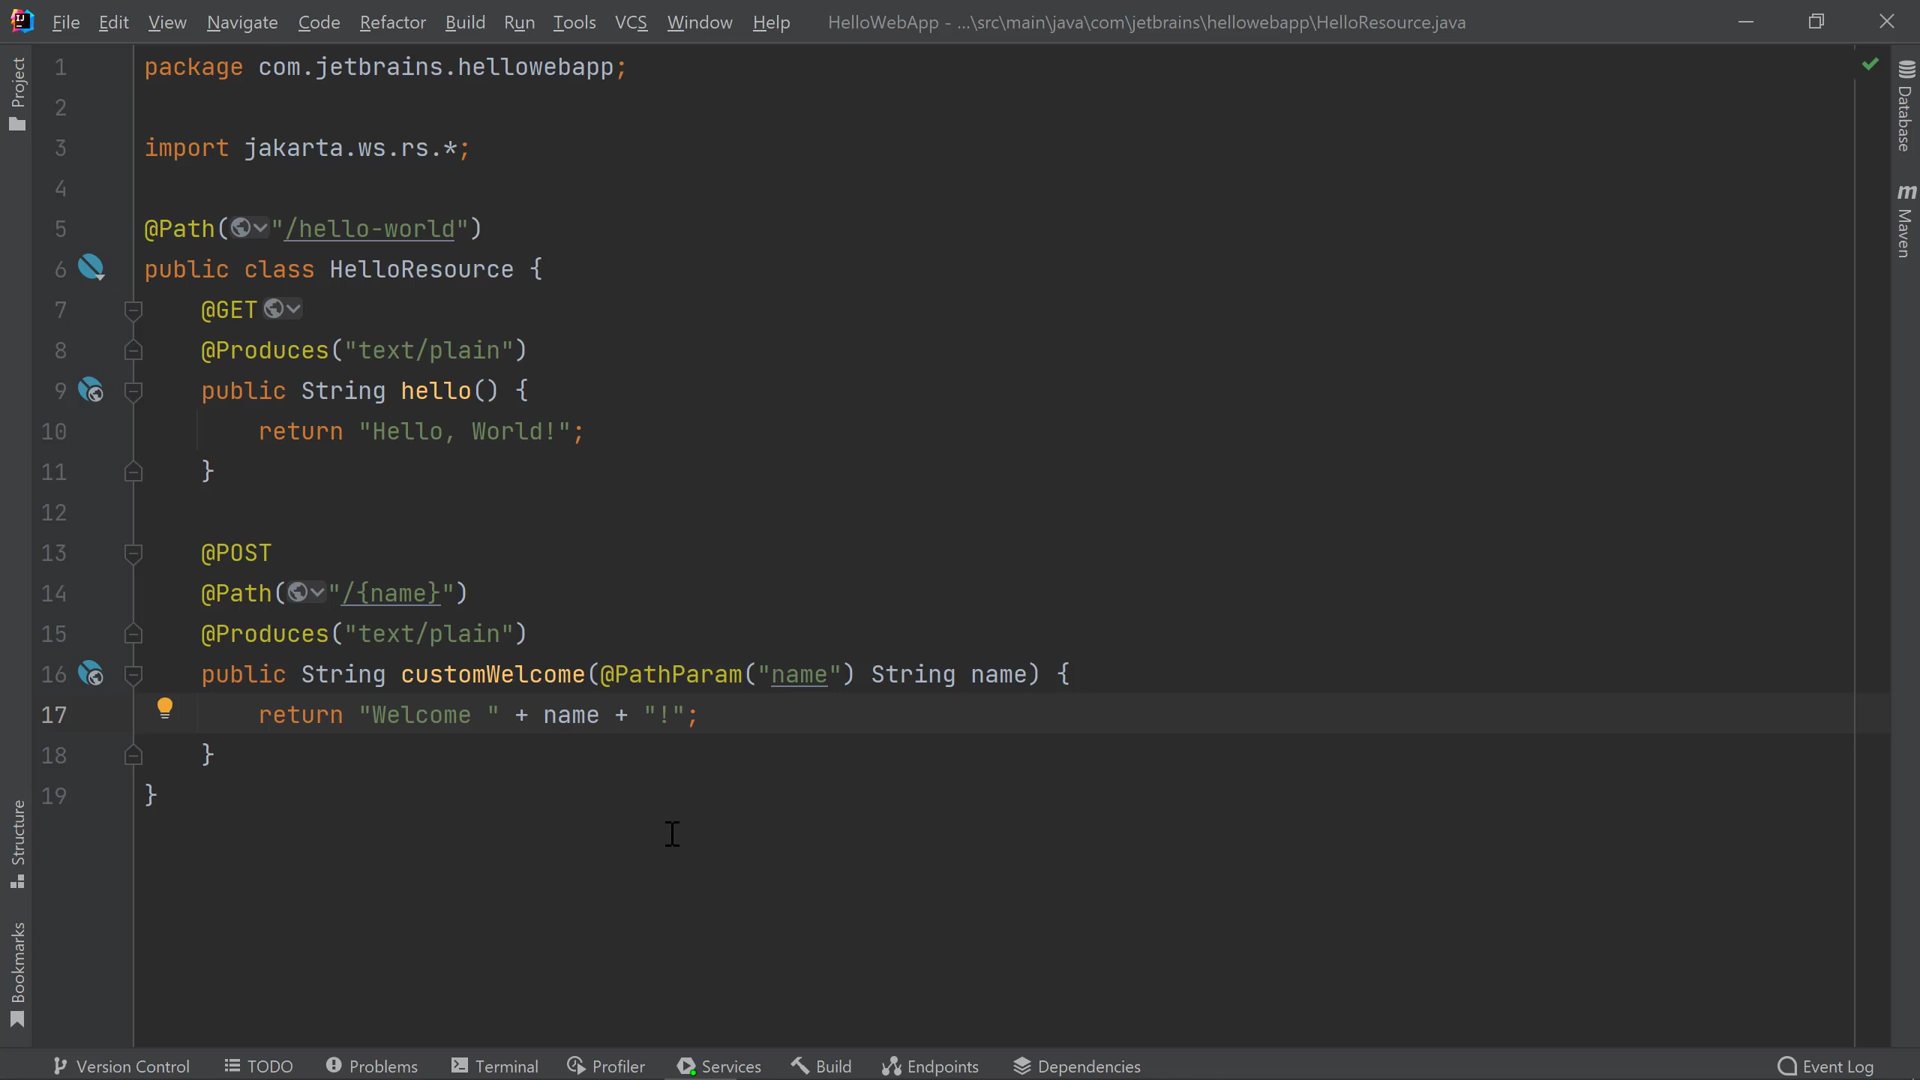 File Edit View Navigate Code Refactor Build Run Tools VCS Window Help HelloWebApp - ...\src\main\java\com\jetbrains\hellowebapp\HelloResource.java
Project
Structure
Bookmarks
1 package com.jetbrains.hellowebapp;
2
3 import jakarta.ws.rs.*;
4
5 @Path("/hello-world")
6 public class HelloResource {
7     @GET
8     @Produces("text/plain")
9     public String hello() {
10         return "Hello, World!";
11     }
12
13     @POST
14     @Path("/{name}")
15     @Produces("text/plain")
16     public String customWelcome(@PathParam("name") String name) {
17         return "Welcome " + name + "!";
18     }
19 }
Database
m Maven
Version Control TODO Problems Terminal Profiler Services Build Endpoints Dependencies Event Log